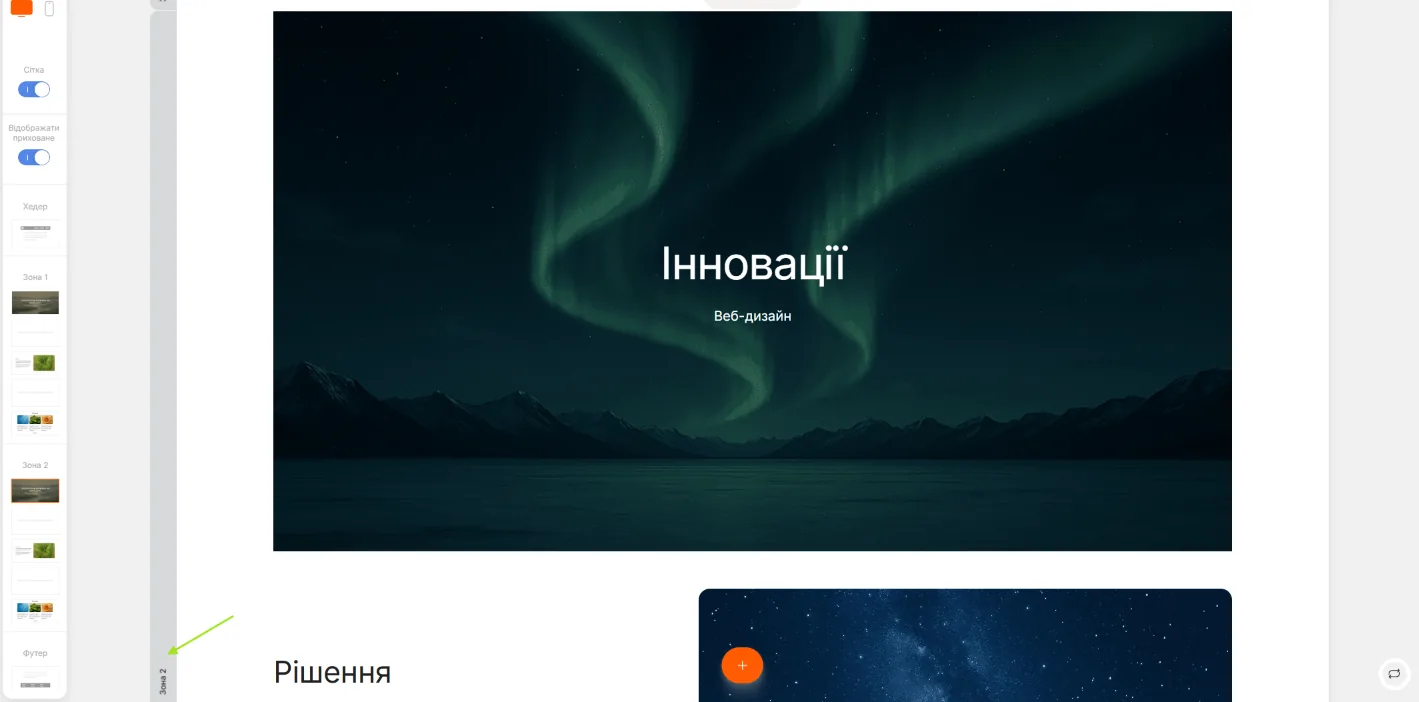 Сітка
Відображати
приховане
Хедер
Зона 1
Зона 2
Футер
Зона 2
Інновації
Веб-дизайн
Рішення